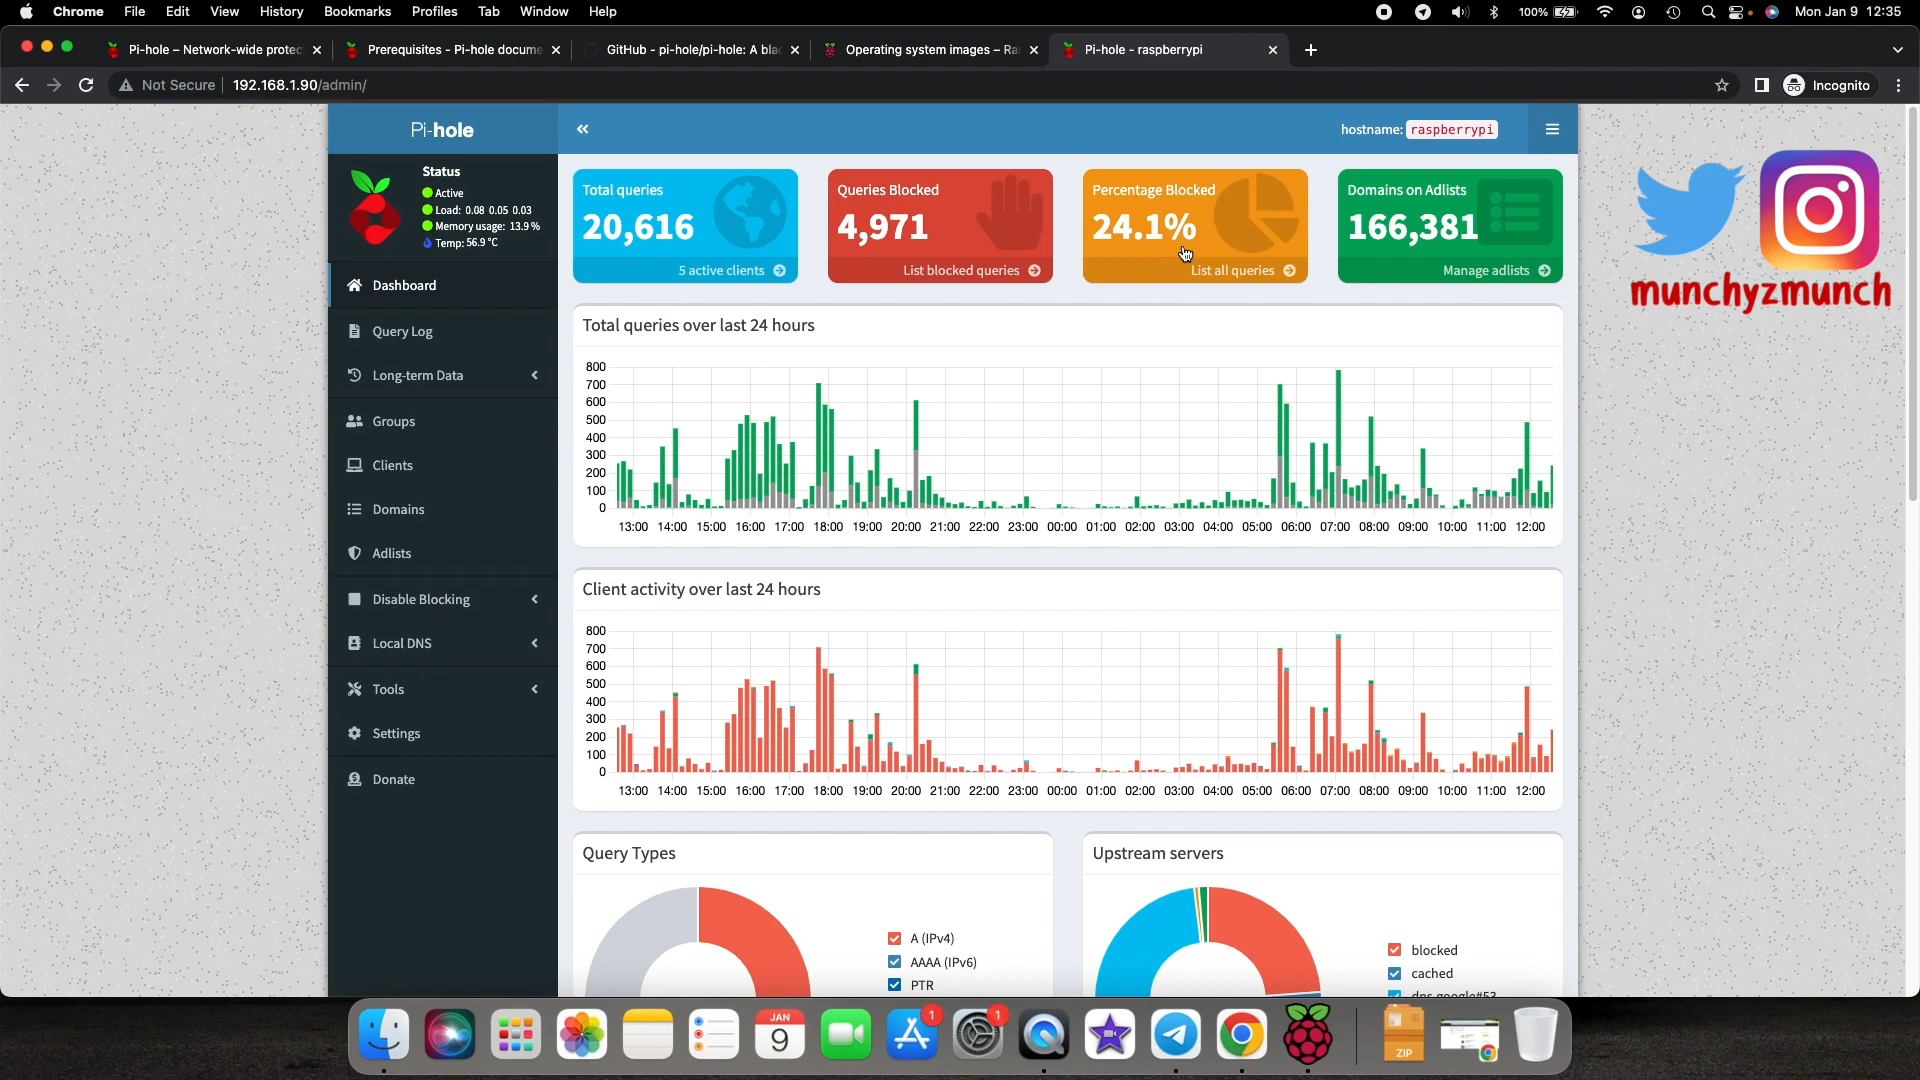 Chrome File Edit View History Bookmarks Profiles Tab Window Help 100% Mon Jan 9 12:35
Pi-hole – Network-wide protec Prerequisites - Pi-hole docume GitHub - pi-hole/pi-hole: A bla Operating system images – Ra Pi-hole - raspberrypi
Not Secure 192.168.1.90/admin/ Incognito
Pi-hole
hostname: raspberrypi
Status
Active
Load: 0.08 0.05 0.03
Memory usage: 13.9 %
Temp: 56.9 °C
Dashboard
Query Log
Long-term Data
Groups
Clients
Domains
Adlists
Disable Blocking
Local DNS
Tools
Settings
Donate
Total queries
20,616
5 active clients
Queries Blocked
4,971
List blocked queries
Percentage Blocked
24.1%
List all queries
Domains on Adlists
166,381
Manage adlists
munchyzmunch
Total queries over last 24 hours
800
700
600
500
400
300
200
100
0
13:00 14:00 15:00 16:00 17:00 18:00 19:00 20:00 21:00 22:00 23:00 00:00 01:00 02:00 03:00 04:00 05:00 06:00 07:00 08:00 09:00 10:00 11:00 12:00
Client activity over last 24 hours
800
700
600
500
400
300
200
100
0
13:00 14:00 15:00 16:00 17:00 18:00 19:00 20:00 21:00 22:00 23:00 00:00 01:00 02:00 03:00 04:00 05:00 06:00 07:00 08:00 09:00 10:00 11:00 12:00
Query Types
A (IPv4)
AAAA (IPv6)
PTR
Upstream servers
blocked
cached
dns.google#53
JAN
9
1
1
ZIP